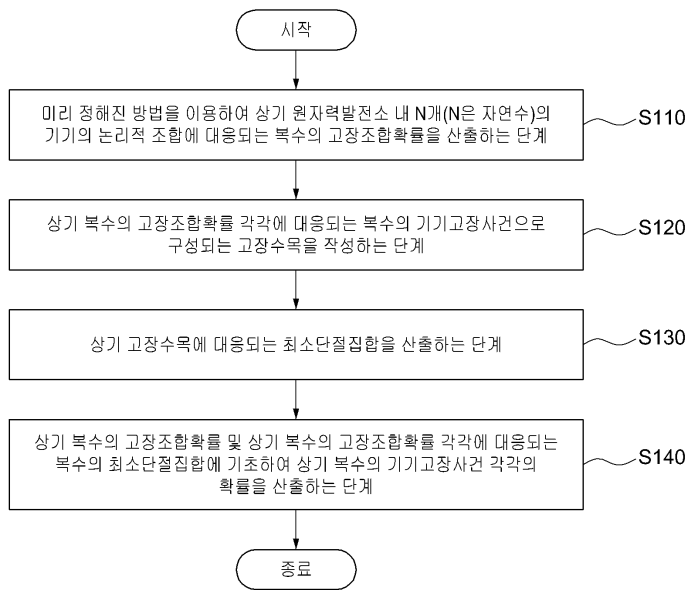 시작
미리 정해진 방법을 이용하여 상기 원자력발전소 내 N개(N은 자연수)의
기기의 논리적 조합에 대응되는 복수의 고장조합확률을 산출하는 단계
S110
상기 복수의 고장조합확률 각각에 대응되는 복수의 기기고장사건으로
구성되는 고장수목을 작성하는 단계
S120
상기 고장수목에 대응되는 최소단절집합을 산출하는 단계
S130
상기 복수의 고장조합확률 및 상기 복수의 고장조합확률 각각에 대응되는
복수의 최소단절집합에 기초하여 상기 복수의 기기고장사건 각각의
확률을 산출하는 단계
S140
종료